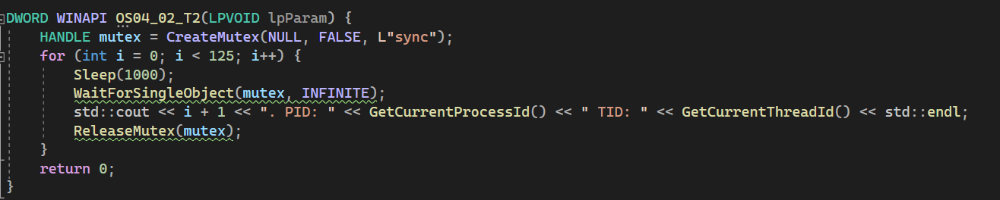 DWORD WINAPI OS04_02_T2(LPVOID lpParam) {
    HANDLE mutex = CreateMutex(NULL, FALSE, L"sync");
    for (int i = 0; i < 125; i++) {
        Sleep(1000);
        WaitForSingleObject(mutex, INFINITE);
        std::cout << i + 1 << ". PID: " << GetCurrentProcessId() << " TID: " << GetCurrentThreadId() << std::endl;
        ReleaseMutex(mutex);
    }
    return 0;
}